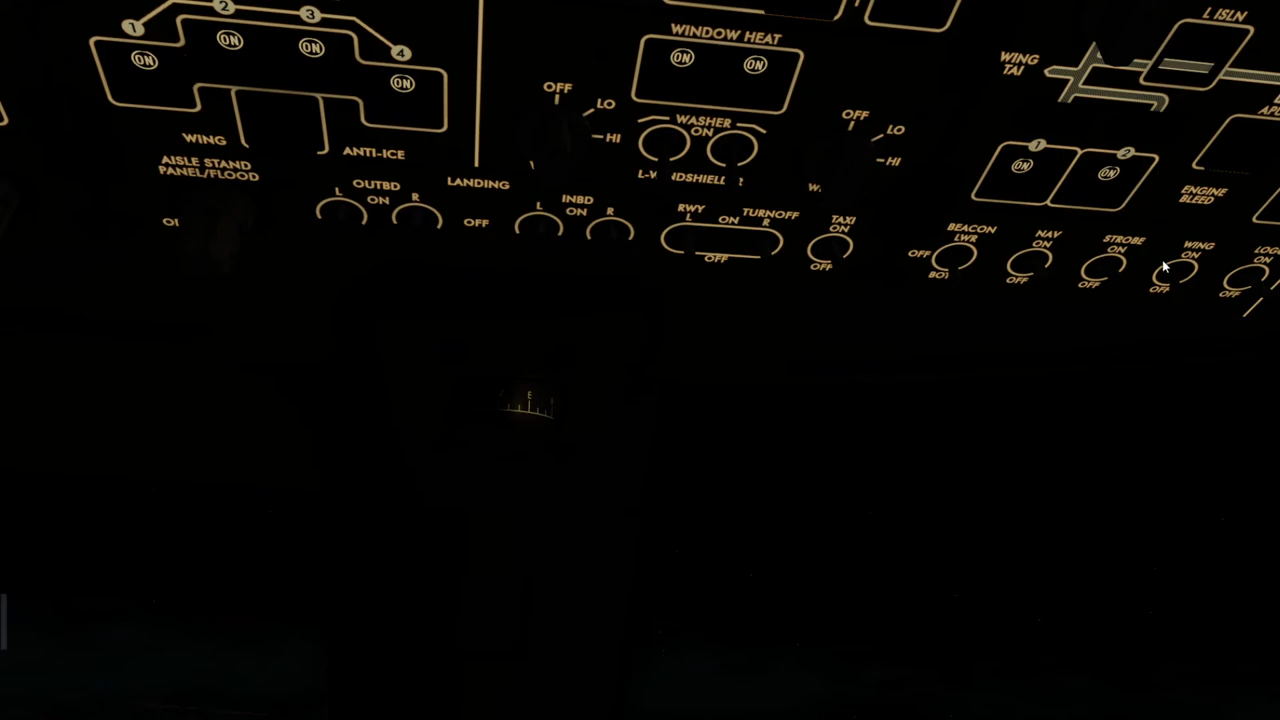 1 2 3 4
ON ON ON ON
WING ANTI-ICE
AISLE STAND
PANEL/FLOOD
OUTBD
L ON R
LANDING
OFF
INBD
L ON R
OFF
LO
HI
WINDOW HEAT
ON ON
WASHER
ON
OFF
LO
HI
RWY TURNOFF
L ON R
OFF
TAXI
ON
OFF
WING
TAI
L ISLN
1 2
ON ON
ENGINE
BLEED
BEACON
LWR
OFF
NAV
ON
OFF
STROBE
ON
OFF
WING
ON
OFF
ON
OFF
E